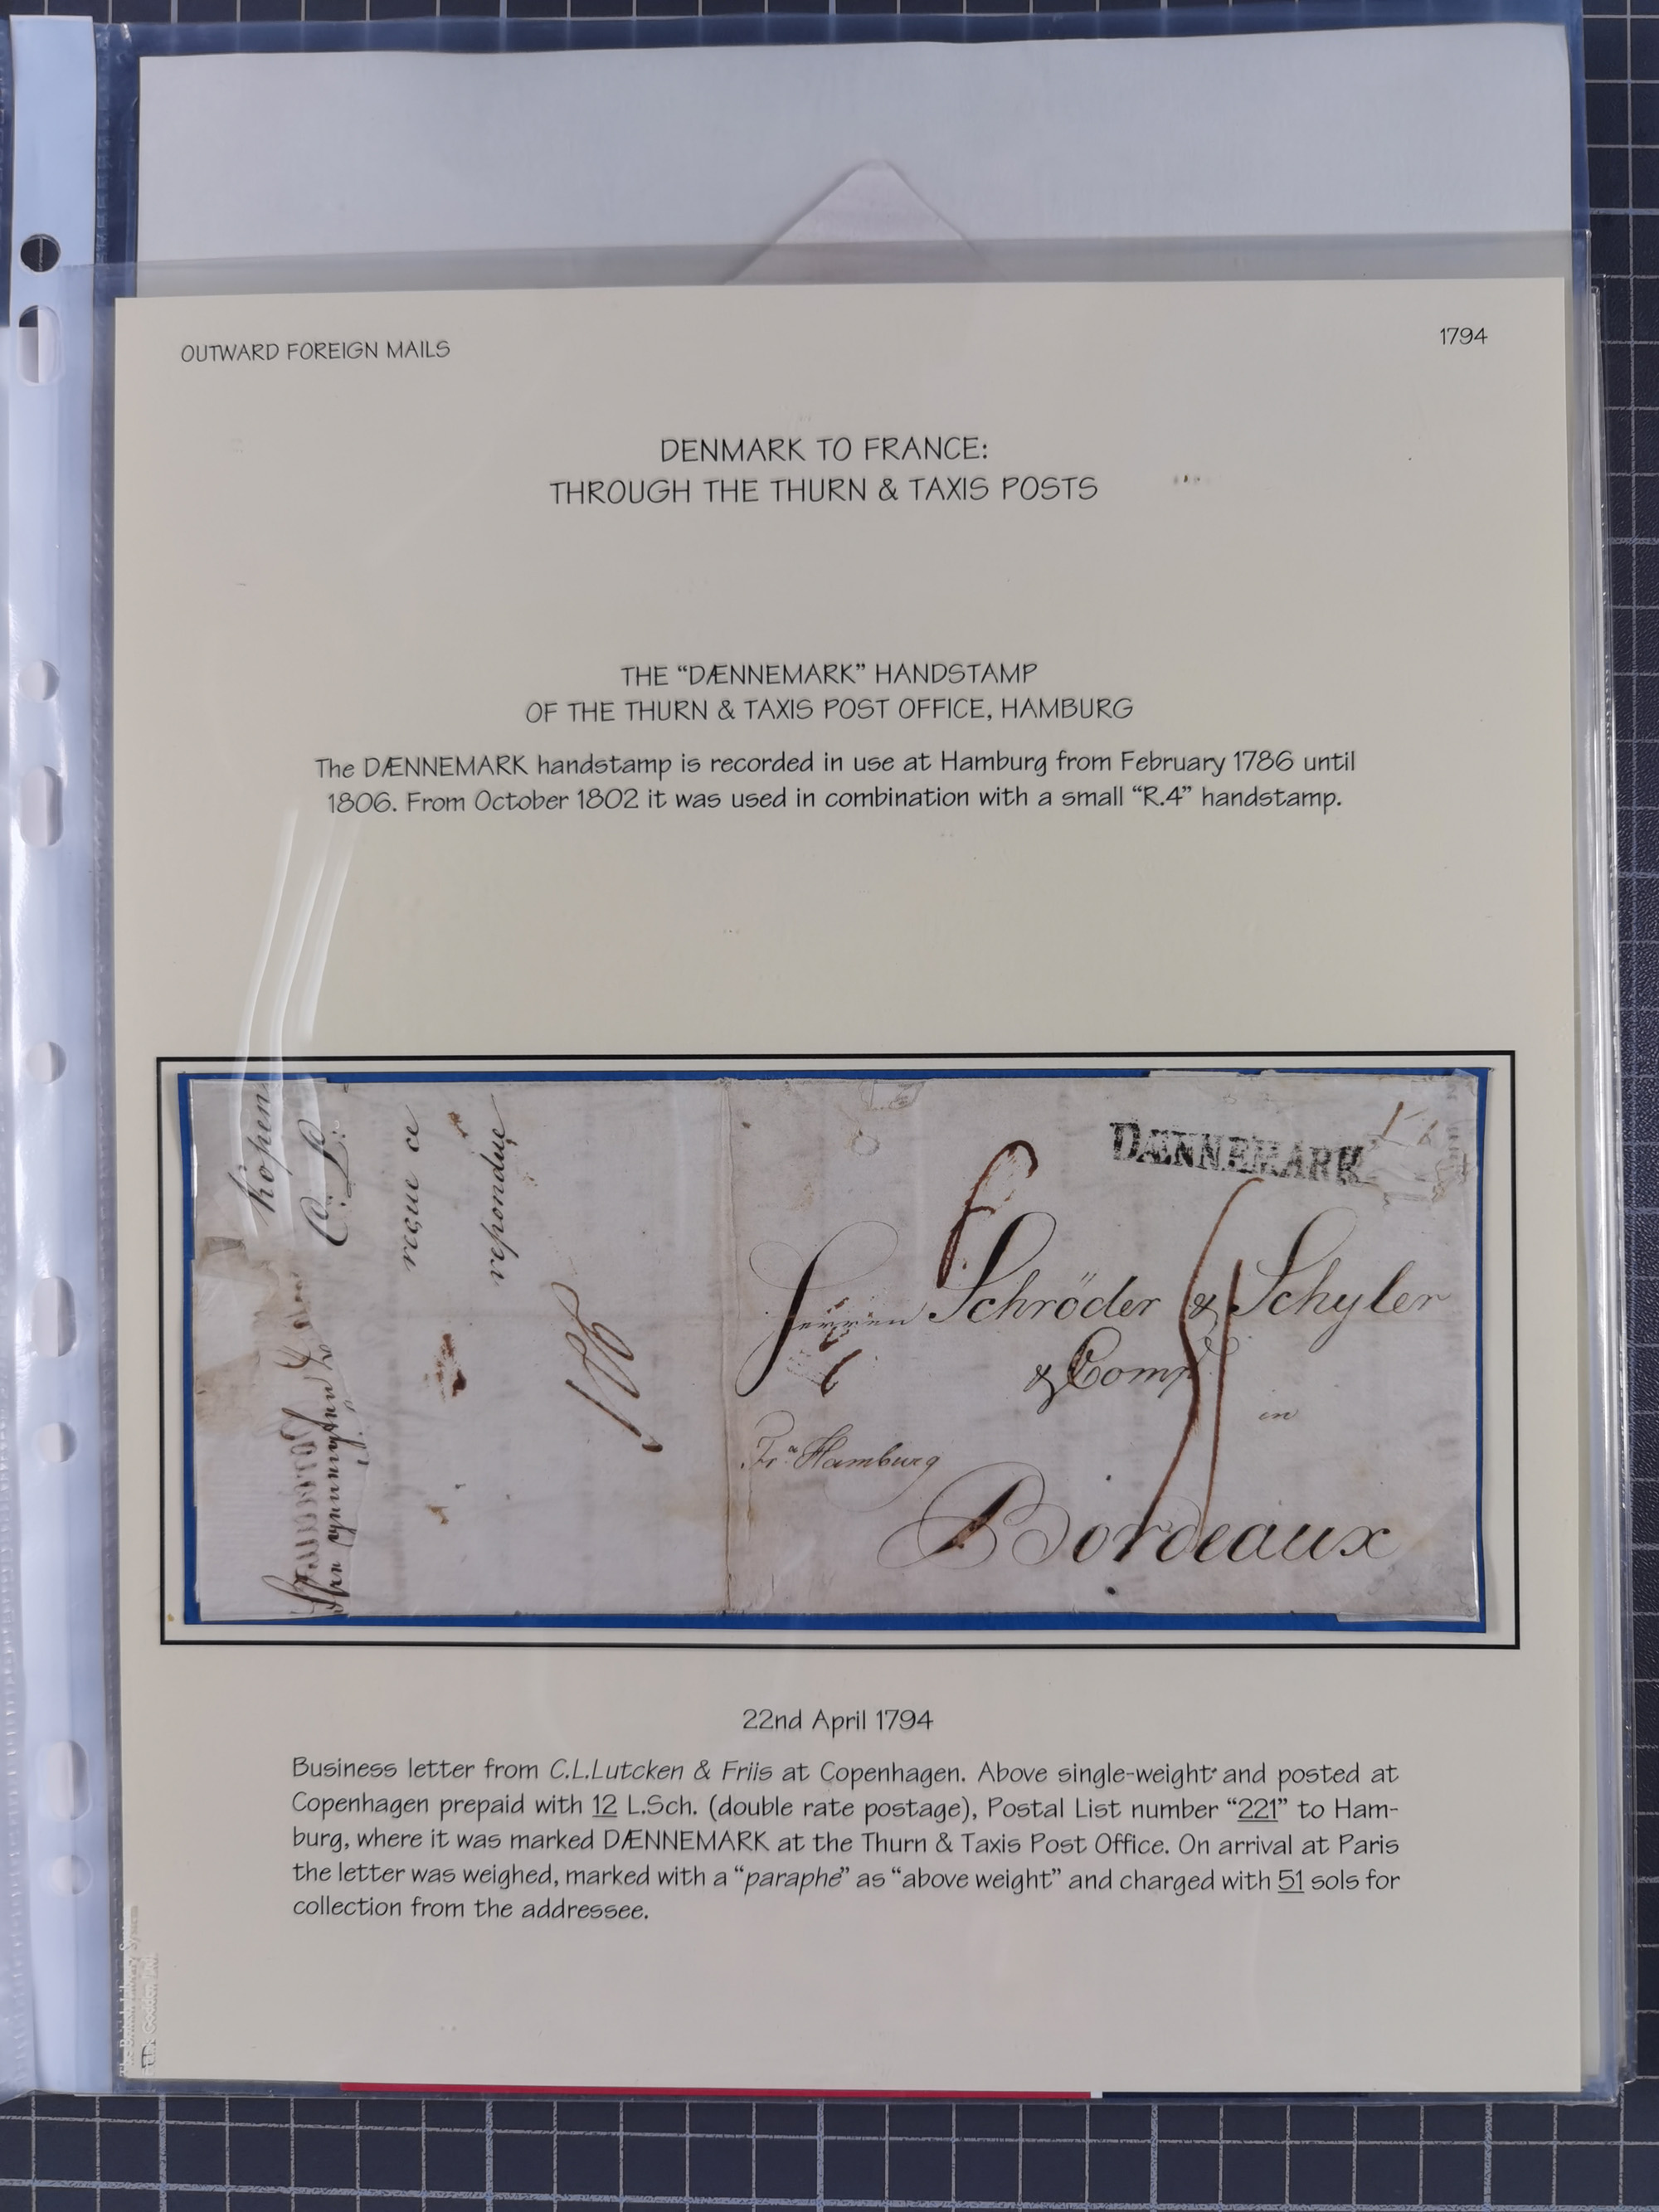 OUTWARD FOREIGN MAILS
1794
DENMARK TO FRANCE:
THROUGH THE THURN & TAXIS POSTS
THE “DÆNNEMARK” HANDSTAMP
OF THE THURN & TAXIS POST OFFICE, HAMBURG
The DÆNNEMARK handstamp is recorded in use at Hamburg from February 1786 until
1806. From October 1802 it was used in combination with a small “R.4” handstamp.
Kopen
C. L.
reçue ce
repondue
DÆNNEMARK
Herren Schröder & Schyler
& Comp
in
Fr. Hamburg
Bordeaux
51
22nd April 1794
Business letter from C.L.Lutcken & Friis at Copenhagen. Above single-weight and posted at
Copenhagen prepaid with 12 L.Sch. (double rate postage), Postal List number “221” to Ham-
burg, where it was marked DÆNNEMARK at the Thurn & Taxis Post Office. On arrival at Paris
the letter was weighed, marked with a “paraphe” as “above weight” and charged with 51 sols for
collection from the addressee.